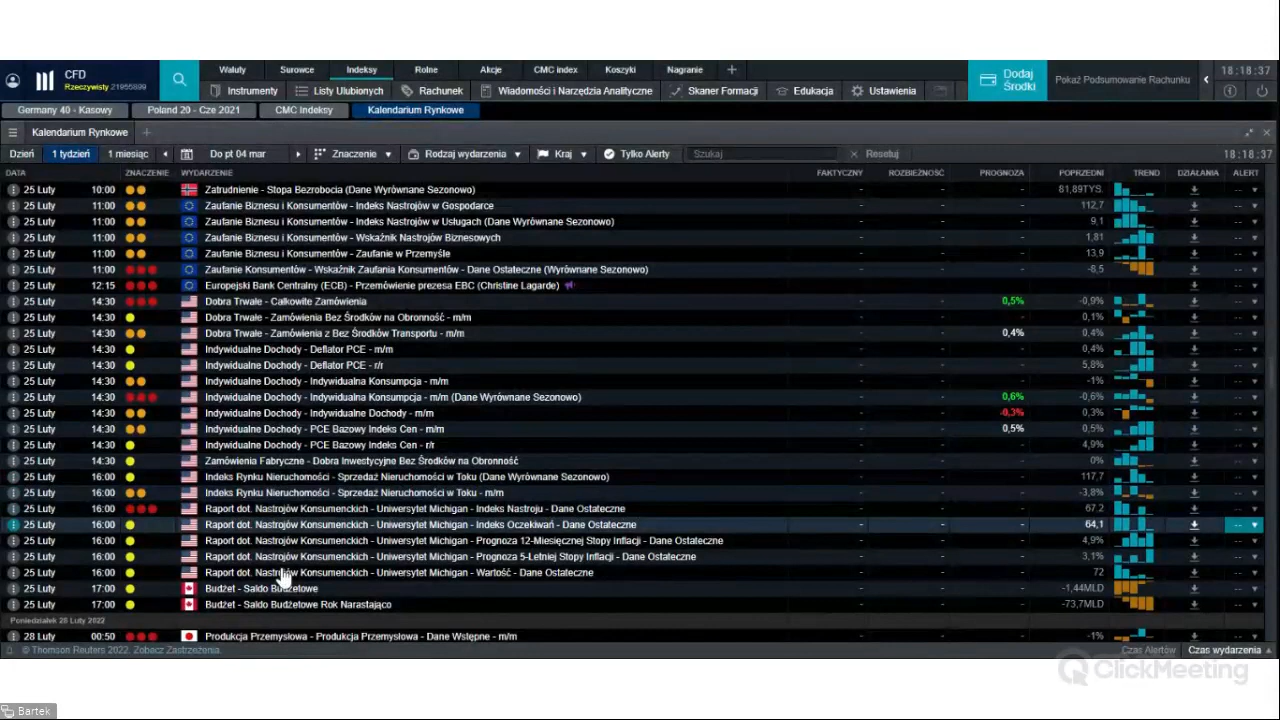 CFD
Rzeczywisty 21955899
Waluty Surowce Indeksy Rolne Akcje CMC Index Koszyki Nagranie
Instrumenty Listy Ulubionych Rachunek Wiadomości i Narzędzia Analityczne Skaner Formacji Edukacja Ustawienia
Dodaj Środki
Pokaż Podsumowanie Rachunku
18:18:37
Germany 40 - Kasowy Poland 20 - Cze 2021 CMC Indeksy Kalendarium Rynkowe
Kalendarium Rynkowe
Dzień 1 tydzień 1 miesiąc Do pt 04 mar Znaczenie Rodzaj wydarzenia Kraj Tylko Alerty Szukaj Resetuj 18:18:37
DATA ZNACZENIE WYDARZENIE FAKTYCZNY ROZBIEŻNOŚĆ PROGNOZA POPRZEDNI TREND DZIAŁANIA ALERT
25 Luty 10:00 Zatrudnienie - Stopa Bezrobocia (Dane Wyrównane Sezonowo) - - - 81,89TYS. --
25 Luty 11:00 Zaufanie Biznesu i Konsumentów - Indeks Nastrojów w Gospodarce - - - 112,7 --
25 Luty 11:00 Zaufanie Biznesu i Konsumentów - Indeks Nastrojów w Usługach (Dane Wyrównane Sezonowo) - - - 9,1 --
25 Luty 11:00 Zaufanie Biznesu i Konsumentów - Wskaźnik Nastrojów Biznesowych - - - 1,81 --
25 Luty 11:00 Zaufanie Biznesu i Konsumentów - Zaufanie w Przemyśle - - - 13,9 --
25 Luty 11:00 Zaufanie Konsumentów - Wskaźnik Zaufania Konsumentów - Dane Ostateczne (Wyrównane Sezonowo) - - - -8,5 --
25 Luty 12:15 Europejski Bank Centralny (ECB) - Przemówienie prezesa EBC (Christine Lagarde) --
25 Luty 14:30 Dobra Trwałe - Całkowite Zamówienia - - 0,5% -0,9% --
25 Luty 14:30 Dobra Trwałe - Zamówienia Bez Środków na Obronność - m/m - - - 0,1% --
25 Luty 14:30 Dobra Trwałe - Zamówienia z Bez Środków Transportu - m/m - - 0,4% 0,4% --
25 Luty 14:30 Indywidualne Dochody - Deflator PCE - m/m - - - 0,4% --
25 Luty 14:30 Indywidualne Dochody - Deflator PCE - r/r - - - 5,8% --
25 Luty 14:30 Indywidualne Dochody - Indywidualna Konsumpcja - m/m - - - -1% --
25 Luty 14:30 Indywidualne Dochody - Indywidualna Konsumpcja - m/m (Dane Wyrównane Sezonowo) - - 0,6% -0,6% --
25 Luty 14:30 Indywidualne Dochody - Indywidualne Dochody - m/m - - -0,3% 0,3% --
25 Luty 14:30 Indywidualne Dochody - PCE Bazowy Indeks Cen - m/m - - 0,5% 0,5% --
25 Luty 14:30 Indywidualne Dochody - PCE Bazowy Indeks Cen - r/r - - - 4,9% --
25 Luty 14:30 Zamówienia Fabryczne - Dobra Inwestycyjne Bez Środków na Obronność - - - 0% --
25 Luty 16:00 Indeks Rynku Nieruchomości - Sprzedaż Nieruchomości w Toku (Dane Wyrównane Sezonowo) - - - 117,7 --
25 Luty 16:00 Indeks Rynku Nieruchomości - Sprzedaż Nieruchomości w Toku - m/m - - - -3,8% --
25 Luty 16:00 Raport dot. Nastrojów Konsumenckich - Uniwersytet Michigan - Indeks Nastroju - Dane Ostateczne - - - 67,2 --
25 Luty 16:00 Raport dot. Nastrojów Konsumenckich - Uniwersytet Michigan - Indeks Oczekiwań - Dane Ostateczne - - - 64,1 --
25 Luty 16:00 Raport dot. Nastrojów Konsumenckich - Uniwersytet Michigan - Prognoza 12-Miesięcznej Stopy Inflacji - Dane Ostateczne - - - 4,9% --
25 Luty 16:00 Raport dot. Nastrojów Konsumenckich - Uniwersytet Michigan - Prognoza 5-Letniej Stopy Inflacji - Dane Ostateczne - - - 3,1% --
25 Luty 16:00 Raport dot. Nastrojów Konsumenckich - Uniwersytet Michigan - Wartość - Dane Ostateczne - - - 72 --
25 Luty 17:00 Budżet - Saldo Budżetowe - - - -1,44MLD --
25 Luty 17:00 Budżet - Saldo Budżetowe Rok Narastająco - - - -73,7MLD --
Poniedziałek 28 Luty 2022
28 Luty 00:50 Produkcja Przemysłowa - Produkcja Przemysłowa - Dane Wstępne - m/m - - - -1% --
© Thomson Reuters 2022. Zobacz Zastrzeżenia. Czas Alertów Czas wydarzenia
ClickMeeting
Bartek